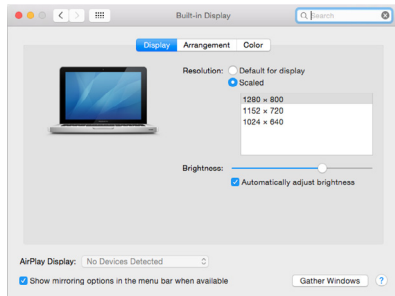 Built-in Display
Search
Display Arrangement Color
Resolution: Default for display
Scaled
1280 × 800
1152 × 720
1024 × 640
Brightness:
Automatically adjust brightness
AirPlay Display: No Devices Detected
Show mirroring options in the menu bar when available
Gather Windows ?